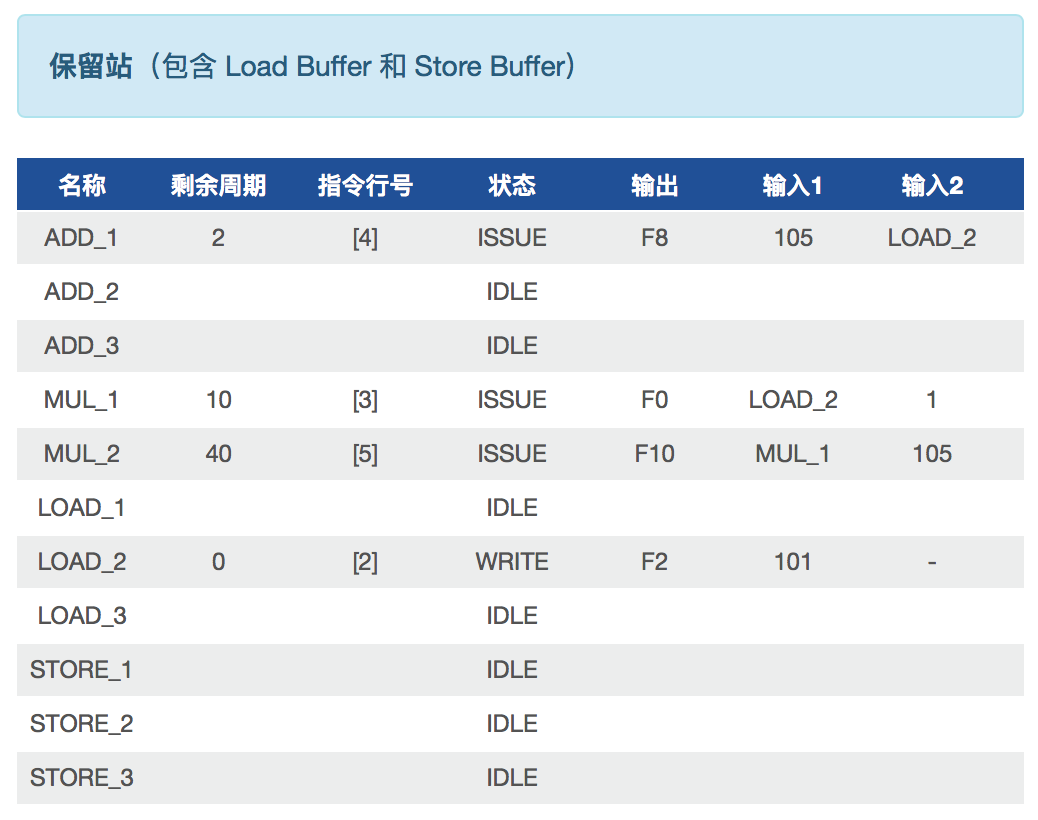 保留站（包含 Load Buffer 和 Store Buffer）
名称 剩余周期 指令行号 状态 输出 输入1 输入2
ADD_1 2 [4] ISSUE F8 105 LOAD_2
ADD_2 IDLE
ADD_3 IDLE
MUL_1 10 [3] ISSUE F0 LOAD_2 1
MUL_2 40 [5] ISSUE F10 MUL_1 105
LOAD_1 IDLE
LOAD_2 0 [2] WRITE F2 101 -
LOAD_3 IDLE
STORE_1 IDLE
STORE_2 IDLE
STORE_3 IDLE